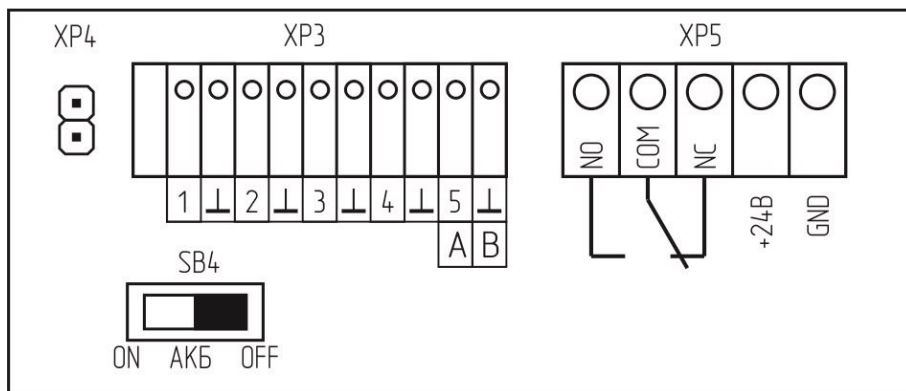 XP4 XP3 XP5
NO COM NC +24В GND
1 ⊥ 2 ⊥ 3 ⊥ 4 ⊥ 5 ⊥
A B
SB4
ON АКБ OFF